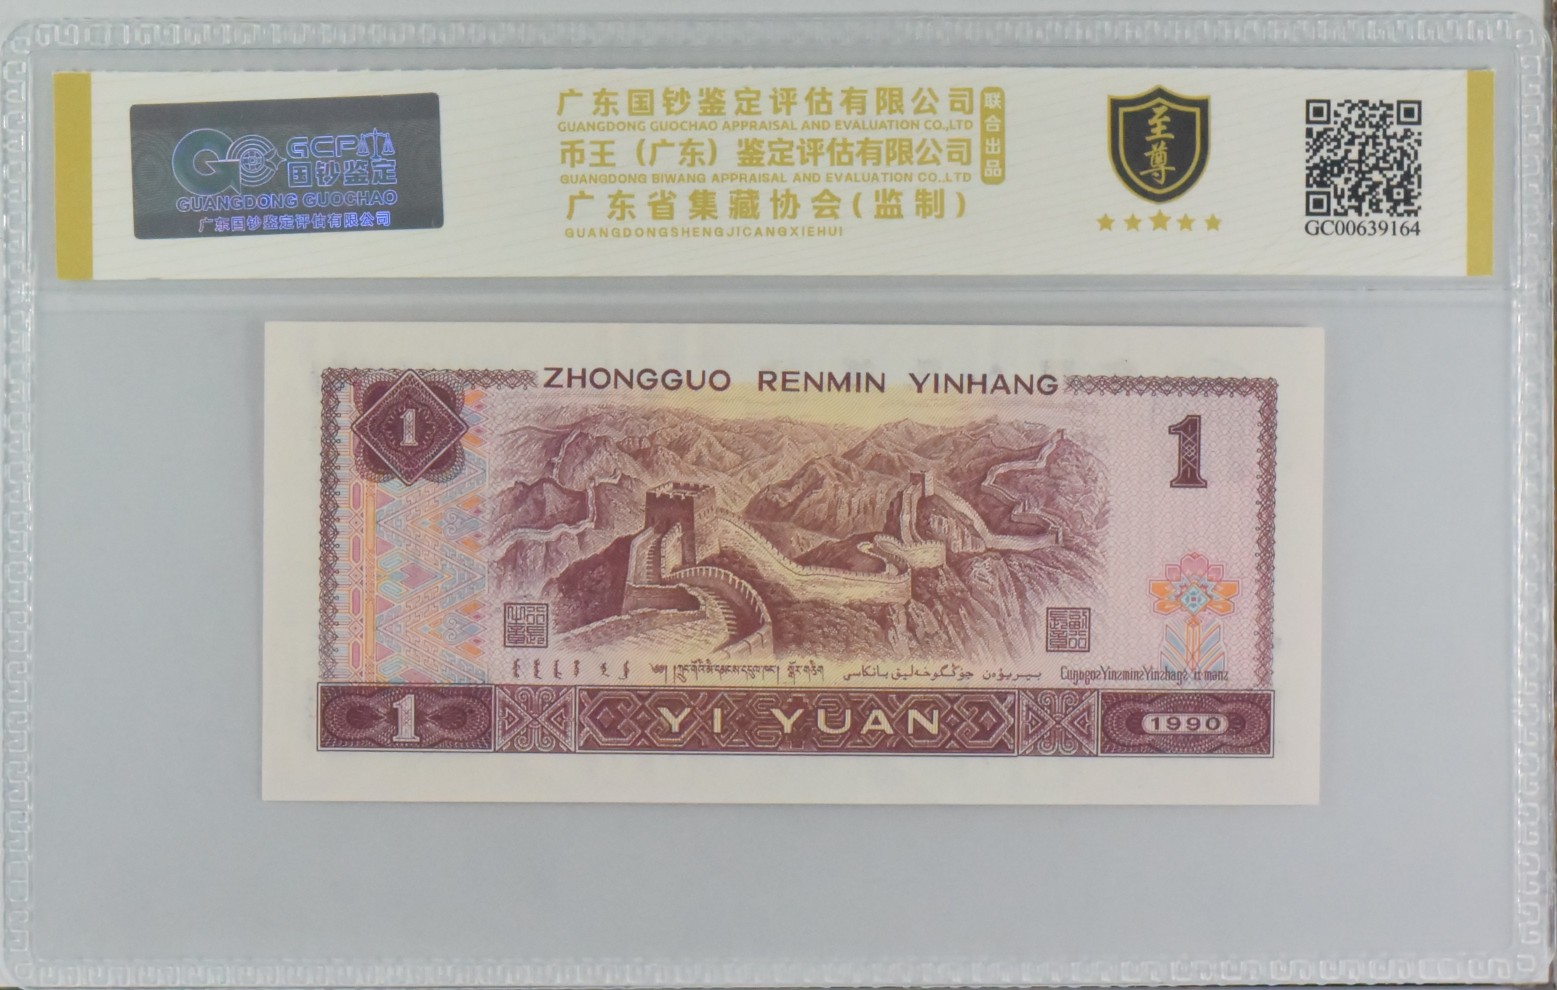 GCP
国钞鉴定
GUANGDONG GUOCHAO
广东国钞鉴定评估有限公司
广东国钞鉴定评估有限公司
GUANGDONG GUOCHAO APPRAISAL AND EVALUATION CO.,LTD
币王（广东）鉴定评估有限公司
GUANGDONG BIWANG APPRAISAL AND EVALUATION CO.,LTD
联合出品
广东省集藏协会(监制)
GUANGDONGSHENGJICANGXIEHUI
至尊
GC00639164
ZHONGGUO RENMIN YINHANG
1
1
1
YI YUAN
1990